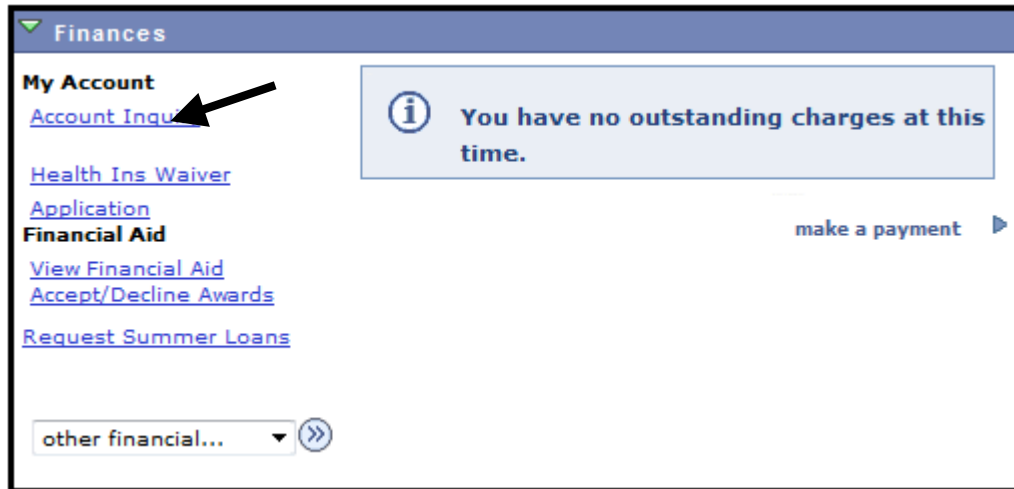 Finances
My Account
Account
Health Ins Waiver
Application
Financial Aid
View Financial Aid
Accept/Decline Awards
Request Summer Loans
other financial...
You have no outstanding charges at this
time.
make a payment